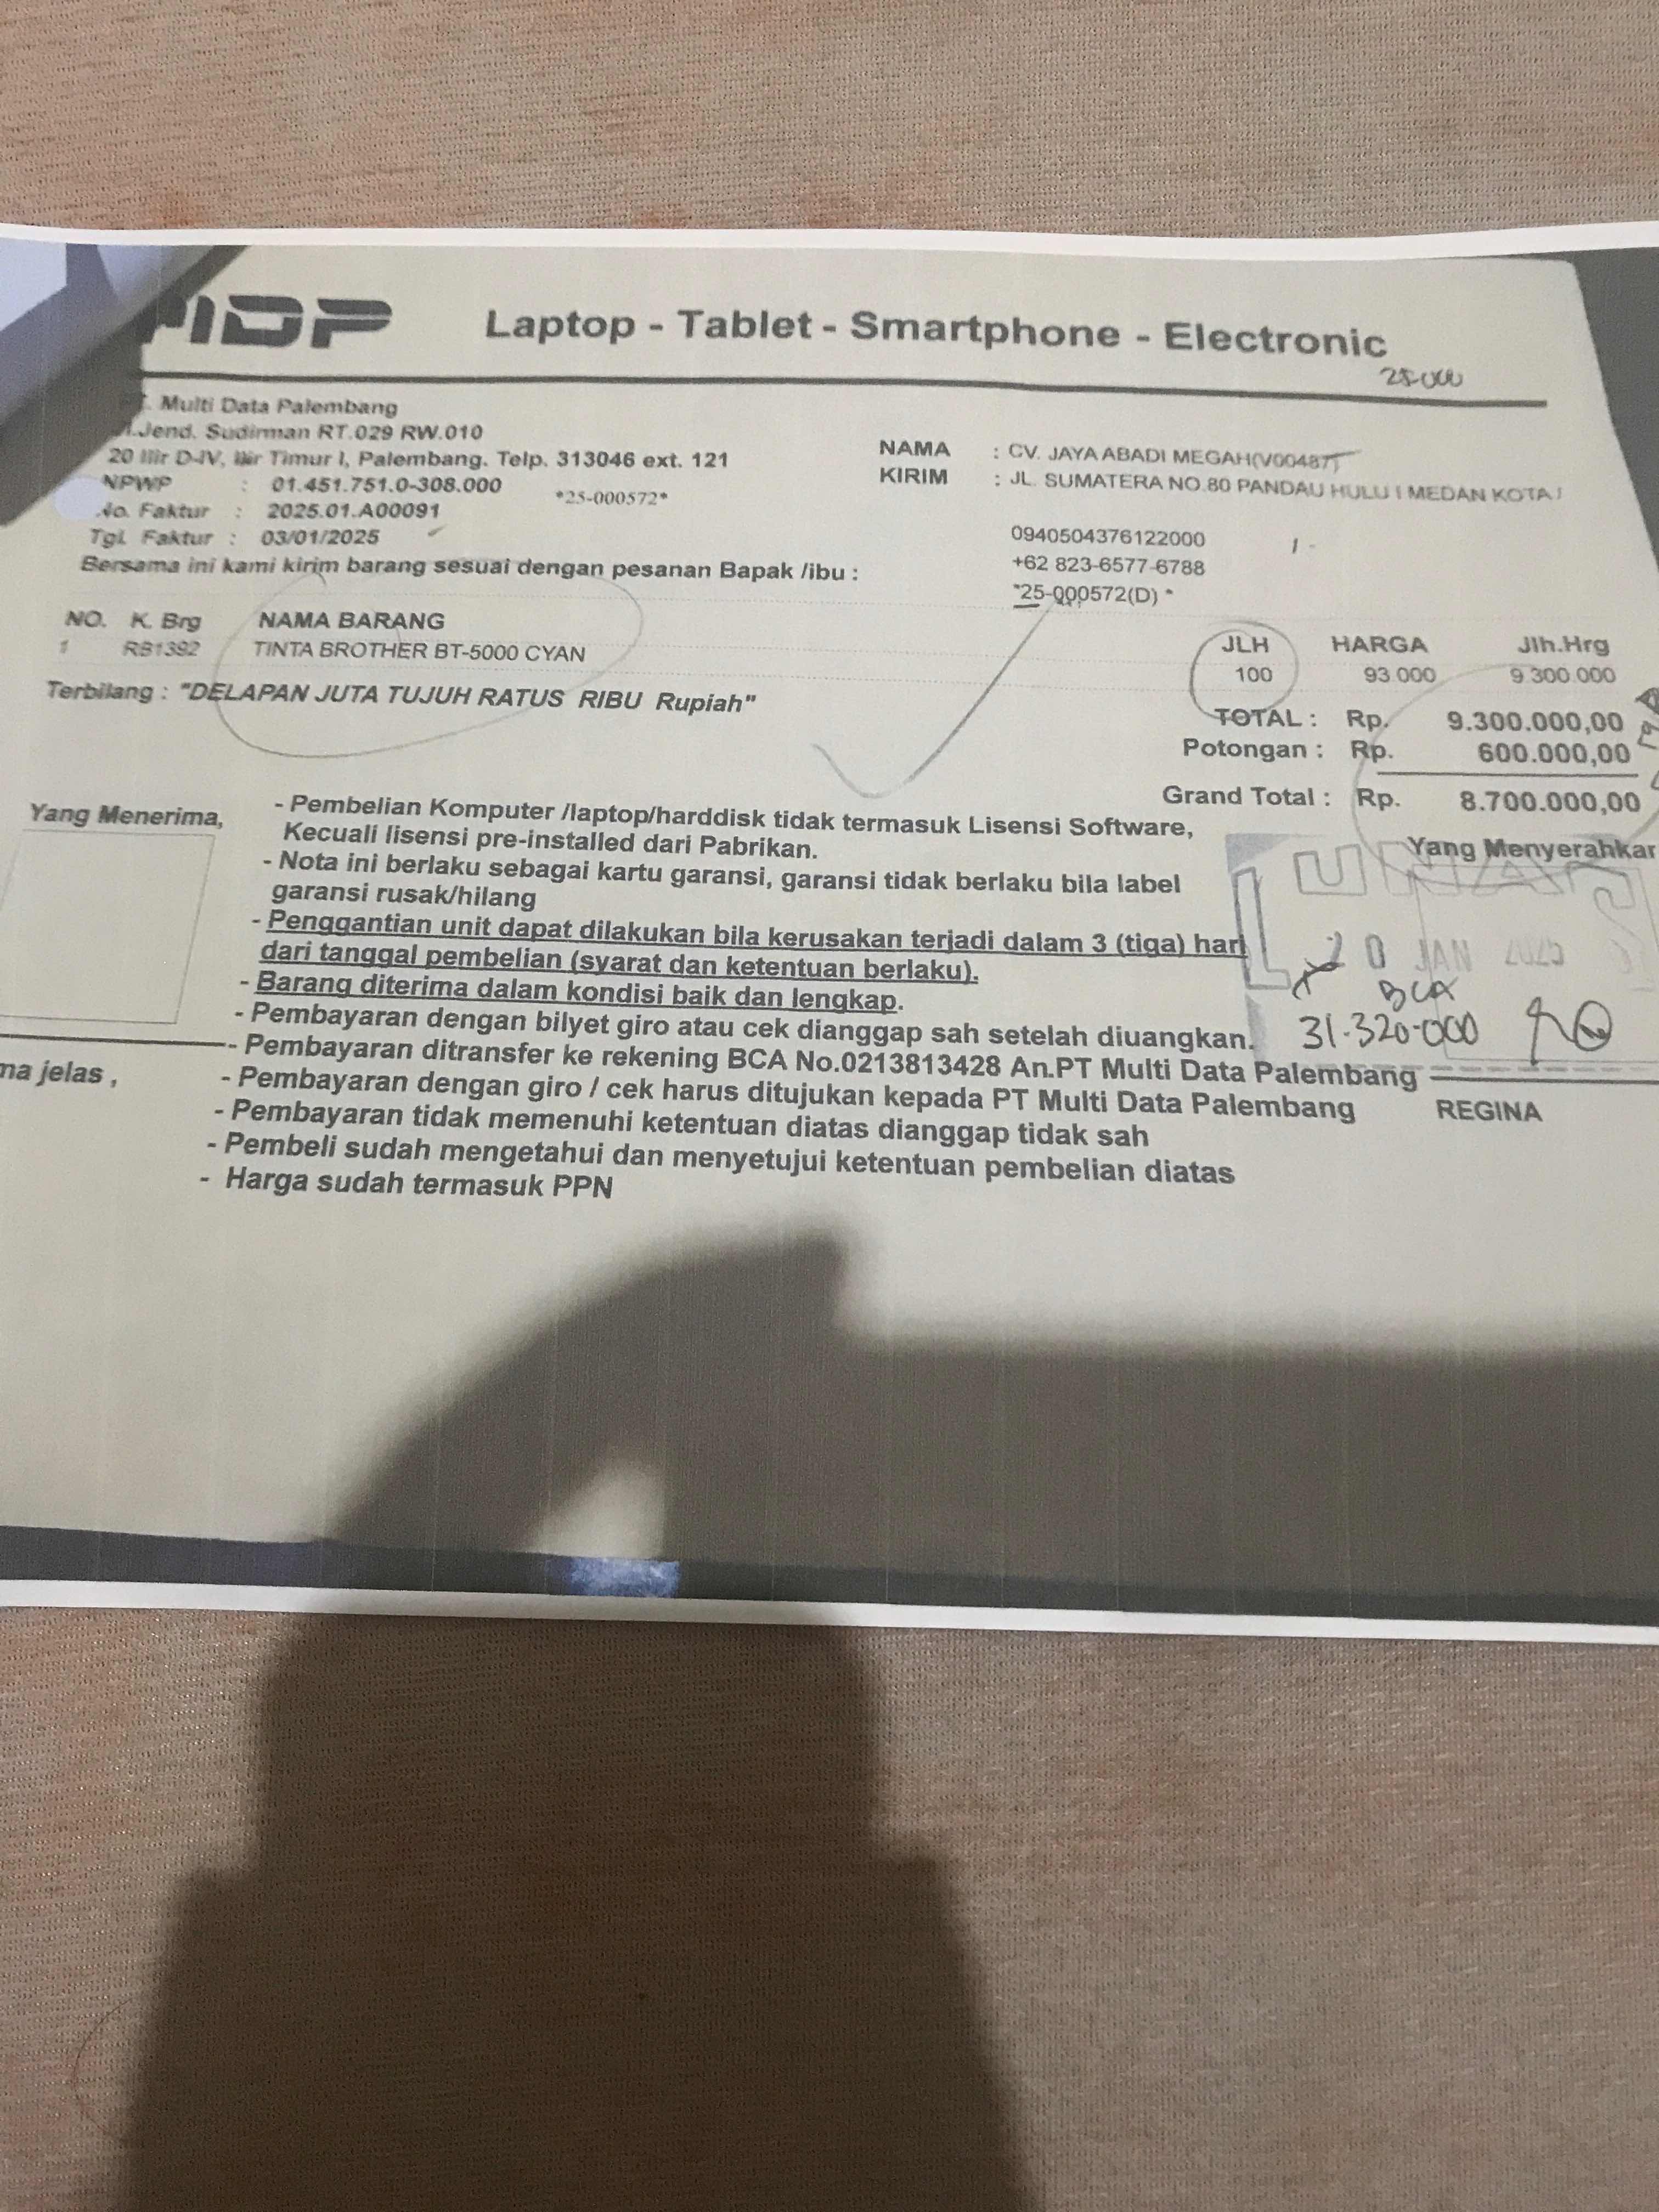 MDP Laptop - Tablet - Smartphone - Electronic
25.000
Multi Data Palembang
Jend. Sudirman RT.029 RW.010
20 Ilir D-IV, Ilir Timur I, Palembang. Telp. 313046 ext. 121
NPWP : 01.451.751.0-308.000
*25-000572*
No. Faktur : 2025.01.A00091
Tgl. Faktur : 03/01/2025
Bersama ini kami kirim barang sesuai dengan pesanan Bapak /ibu :
NAMA : CV. JAYA ABADI MEGAH(V00487)
KIRIM : JL. SUMATERA NO.80 PANDAU HULU I MEDAN KOTA
0940504376122000
+62 823-6577-6788
*25-000572(D) *
NO. K. Brg NAMA BARANG JLH HARGA Jlh.Hrg
1 RB1392 TINTA BROTHER BT-5000 CYAN 100 93.000 9.300.000
Terbilang : "DELAPAN JUTA TUJUH RATUS RIBU Rupiah"
TOTAL : Rp. 9.300.000,00
Potongan : Rp. 600.000,00
Grand Total : Rp. 8.700.000,00
Yang Menerima,
- Pembelian Komputer /laptop/harddisk tidak termasuk Lisensi Software,
Kecuali lisensi pre-installed dari Pabrikan.
- Nota ini berlaku sebagai kartu garansi, garansi tidak berlaku bila label
garansi rusak/hilang
- Penggantian unit dapat dilakukan bila kerusakan terjadi dalam 3 (tiga) hari
dari tanggal pembelian (syarat dan ketentuan berlaku).
- Barang diterima dalam kondisi baik dan lengkap.
- Pembayaran dengan bilyet giro atau cek dianggap sah setelah diuangkan.
- Pembayaran ditransfer ke rekening BCA No.0213813428 An.PT Multi Data Palembang
- Pembayaran dengan giro / cek harus ditujukan kepada PT Multi Data Palembang
- Pembayaran tidak memenuhi ketentuan diatas dianggap tidak sah
- Pembeli sudah mengetahui dan menyetujui ketentuan pembelian diatas
- Harga sudah termasuk PPN
ma jelas ,
Yang Menyerahkan
LUNAS
20 JAN 2025
BCA
31.320.000
REGINA